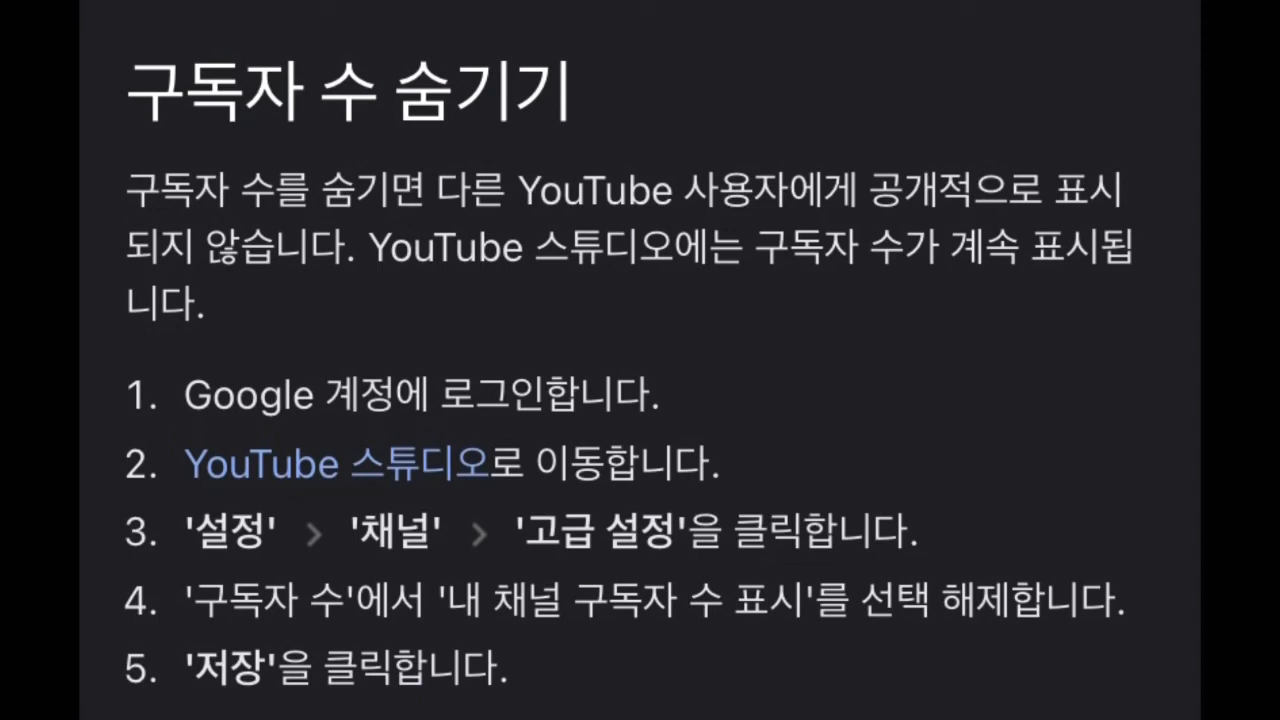 구독자 수 숨기기
구독자 수를 숨기면 다른 YouTube 사용자에게 공개적으로 표시
되지 않습니다. YouTube 스튜디오에는 구독자 수가 계속 표시됩
니다.
1. Google 계정에 로그인합니다.
2. YouTube 스튜디오로 이동합니다.
3. '설정' > '채널' > '고급 설정'을 클릭합니다.
4. '구독자 수'에서 '내 채널 구독자 수 표시'를 선택 해제합니다.
5. '저장'을 클릭합니다.